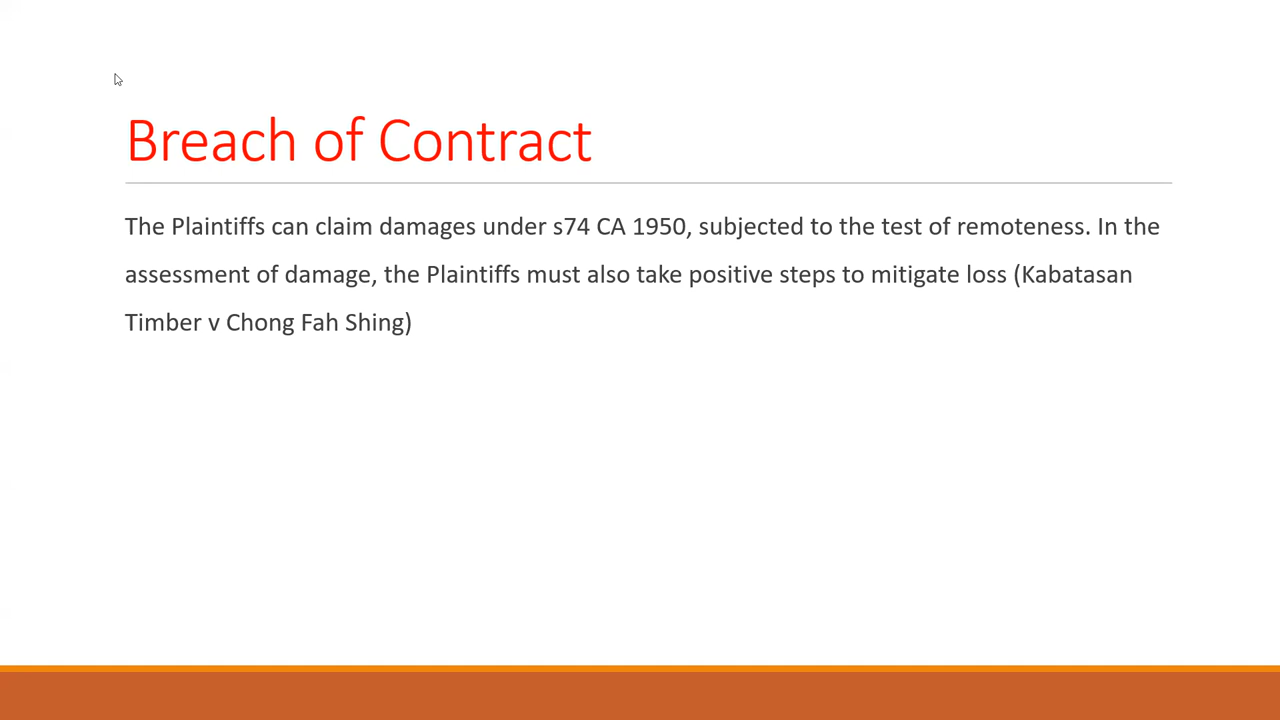 Breach of Contract
The Plaintiffs can claim damages under s74 CA 1950, subjected to the test of remoteness. In the
assessment of damage, the Plaintiffs must also take positive steps to mitigate loss (Kabatasan
Timber v Chong Fah Shing)